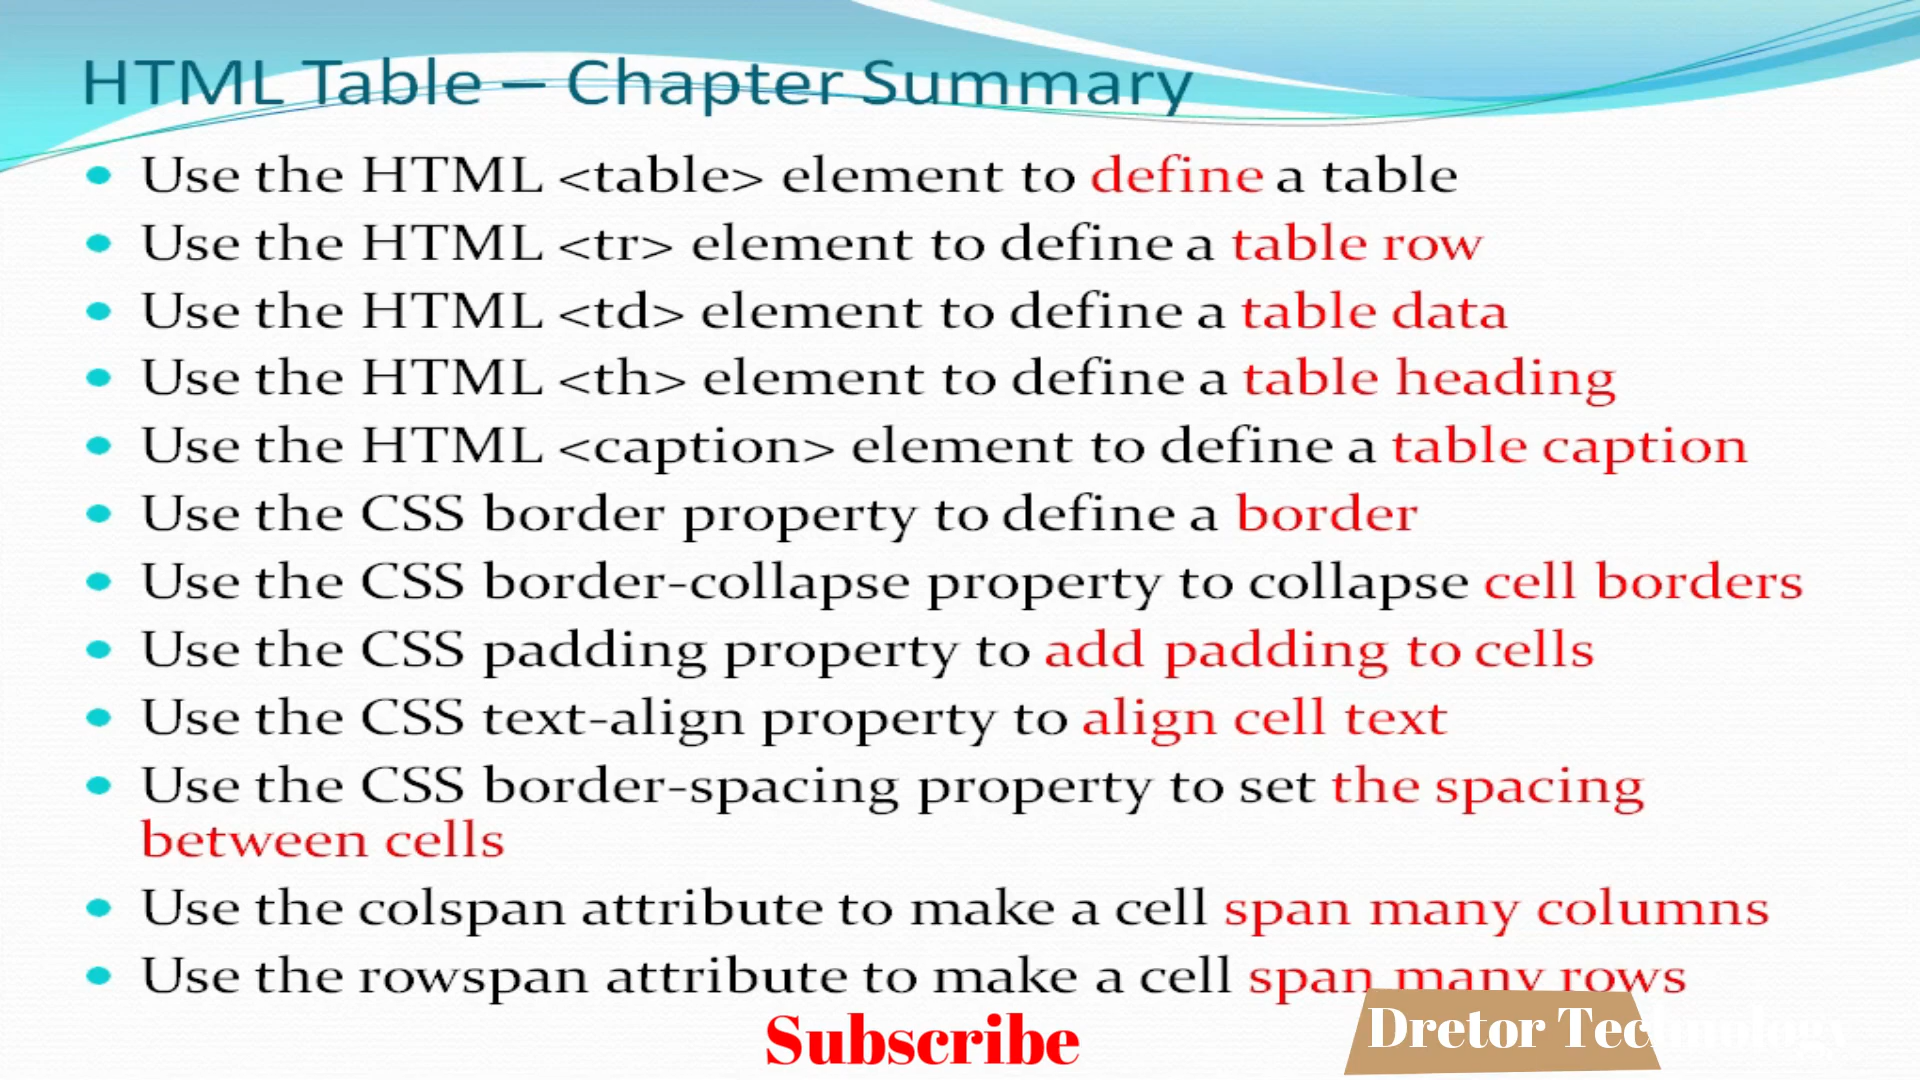 HTML Table – Chapter Summary
Use the HTML <table> element to define a table
Use the HTML <tr> element to define a table row
Use the HTML <td> element to define a table data
Use the HTML <th> element to define a table heading
Use the HTML <caption> element to define a table caption
Use the CSS border property to define a border
Use the CSS border-collapse property to collapse cell borders
Use the CSS padding property to add padding to cells
Use the CSS text-align property to align cell text
Use the CSS border-spacing property to set the spacing
between cells
Use the colspan attribute to make a cell span many columns
Use the rowspan attribute to make a cell span many rows
Subscribe
Dretor